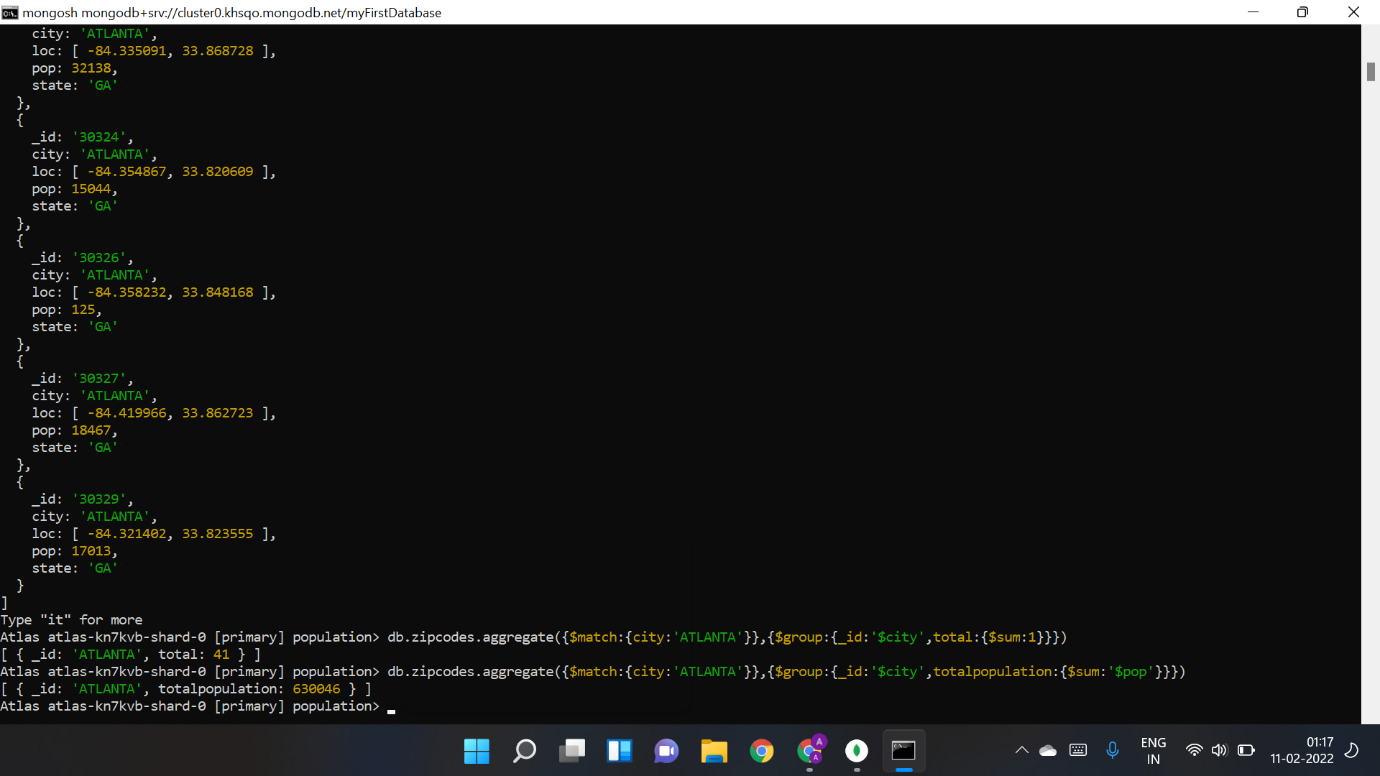 mongosh mongodb+srv://cluster0.khsqo.mongodb.net/myFirstDatabase
city: 'ATLANTA',
loc: [ -84.335091, 33.868728 ],
pop: 32138,
state: 'GA'
},
{
_id: '30324',
city: 'ATLANTA',
loc: [ -84.354867, 33.820609 ],
pop: 15044,
state: 'GA'
},
{
_id: '30326',
city: 'ATLANTA',
loc: [ -84.358232, 33.848168 ],
pop: 125,
state: 'GA'
},
{
_id: '30327',
city: 'ATLANTA',
loc: [ -84.419966, 33.862723 ],
pop: 18467,
state: 'GA'
},
{
_id: '30329',
city: 'ATLANTA',
loc: [ -84.321402, 33.823555 ],
pop: 17013,
state: 'GA'
}
]
Type "it" for more
Atlas atlas-kn7kvb-shard-0 [primary] population> db.zipcodes.aggregate({$match:{city:'ATLANTA'}},{$group:{_id:'$city',total:{$sum:1}}})
[ { _id: 'ATLANTA', total: 41 } ]
Atlas atlas-kn7kvb-shard-0 [primary] population> db.zipcodes.aggregate({$match:{city:'ATLANTA'}},{$group:{_id:'$city',totalpopulation:{$sum:'$pop'}}})
[ { _id: 'ATLANTA', totalpopulation: 630046 } ]
Atlas atlas-kn7kvb-shard-0 [primary] population>
A
A
ENG
IN
01:17
11-02-2022